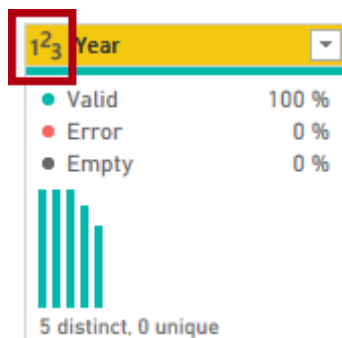 1²3 Year
Valid 100 %
Error 0 %
Empty 0 %
5 distinct, 0 unique